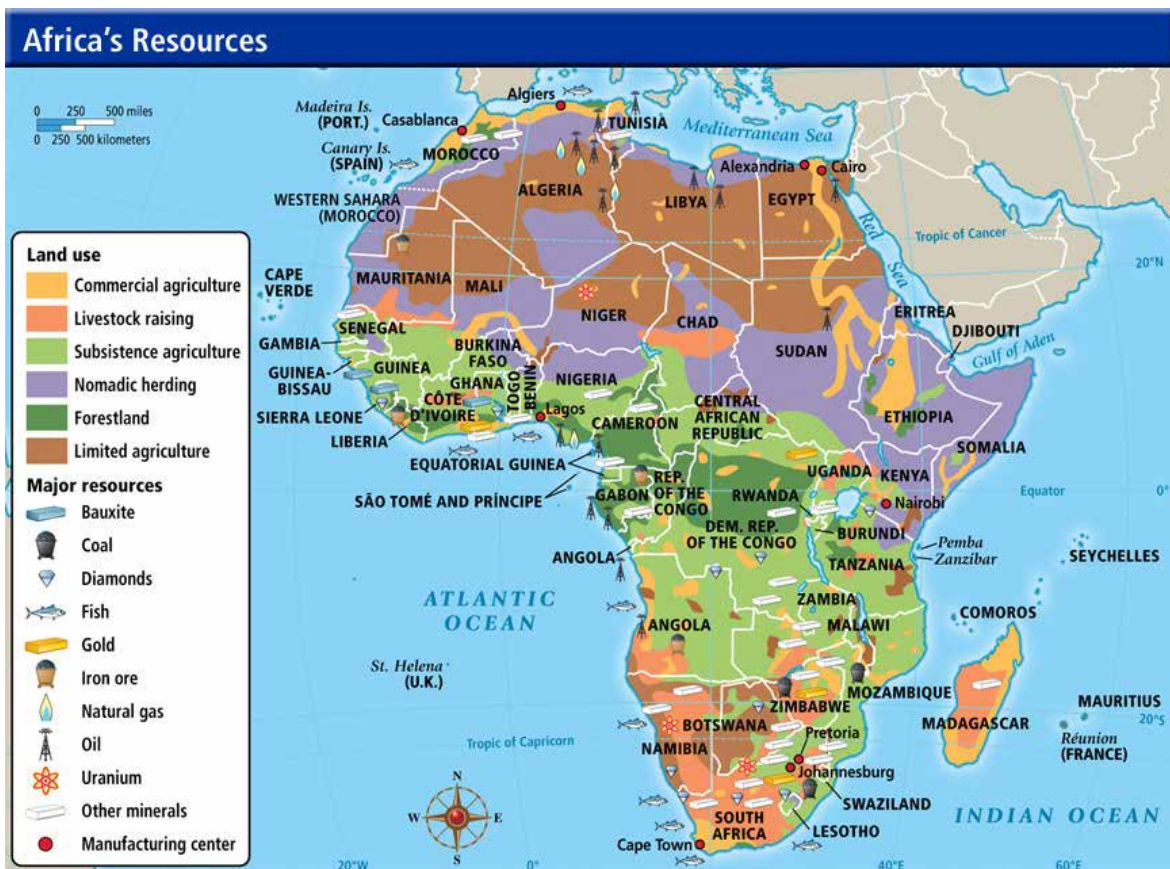 Africa's Resources
0 250 500 miles
0 250 500 kilometers
Madeira Is.
(PORT.)
Canary Is.
(SPAIN)
Algiers
Casablanca
TUNISIA
Mediterranean Sea
MOROCCO
Alexandria
Cairo
ALGERIA
LIBYA
EGYPT
WESTERN SAHARA
(MOROCCO)
Red Sea
Tropic of Cancer
20°N
Land use
Commercial agriculture
Livestock raising
Subsistence agriculture
Nomadic herding
Forestland
Limited agriculture
Major resources
Bauxite
Coal
Diamonds
Fish
Gold
Iron ore
Natural gas
Oil
Uranium
Other minerals
Manufacturing center
CAPE
VERDE
MAURITANIA
MALI
NIGER
CHAD
SUDAN
ERITREA
DJIBOUTI
Gulf of Aden
SENEGAL
GAMBIA
GUINEA-
BISSAU
GUINEA
BURKINA
FASO
GHANA
TOGO
BENIN
NIGERIA
CÔTE
D'IVOIRE
SIERRA LEONE
LIBERIA
Lagos
CAMEROON
CENTRAL
AFRICAN
REPUBLIC
ETHIOPIA
SOMALIA
EQUATORIAL GUINEA
SÃO TOMÉ AND PRÍNCIPE
GABON
REP.
OF THE
CONGO
UGANDA
KENYA
RWANDA
Nairobi
Equator
0°
DEM. REP.
OF THE CONGO
BURUNDI
TANZANIA
Pemba
Zanzibar
SEYCHELLES
ANGOLA
ATLANTIC
OCEAN
ANGOLA
ZAMBIA
MALAWI
COMOROS
St. Helena
(U.K.)
MOZAMBIQUE
ZIMBABWE
MADAGASCAR
MAURITIUS
20°S
Réunion
(FRANCE)
Tropic of Capricorn
NAMIBIA
BOTSWANA
Pretoria
Johannesburg
SWAZILAND
LESOTHO
SOUTH
AFRICA
Cape Town
INDIAN OCEAN
N
W E
S
20°W
0°
40°E
60°E